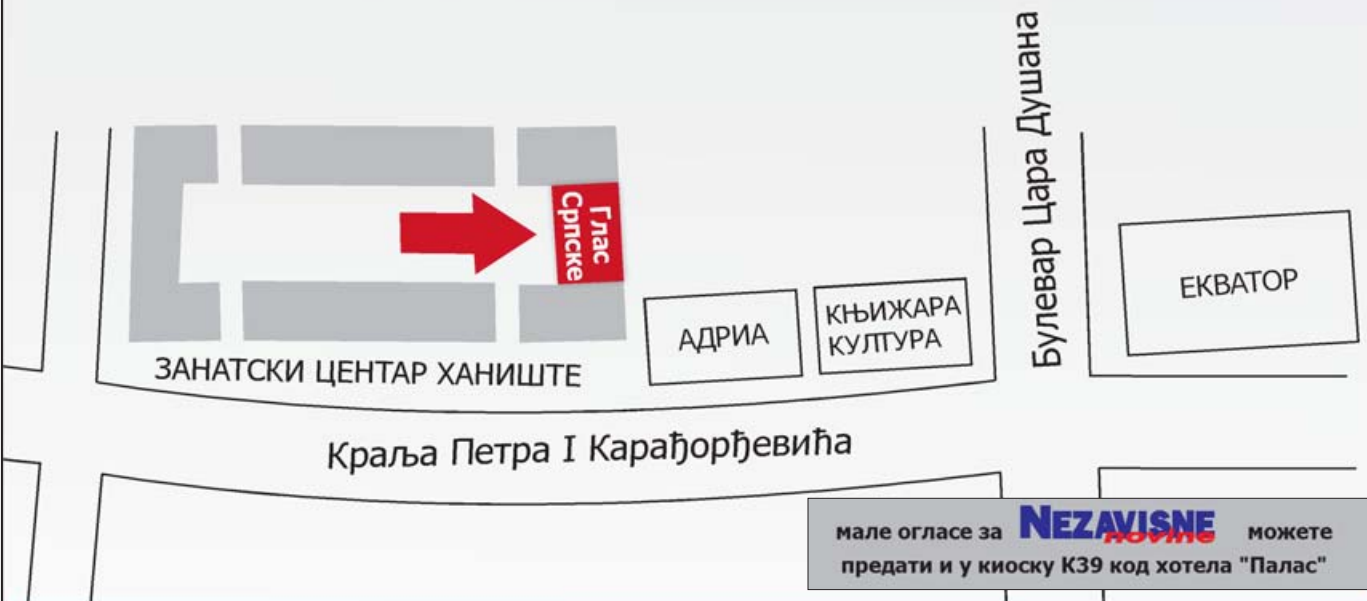 Булевар Цара Душана
Глас
Српске
ЕКВАТОР
КЊИЖАРА
КУЛТУРА
АДРИА
ЗАНАТСКИ ЦЕНТАР ХАНИШТЕ
Краља Петра I Карађорђевића
мале огласе за NEZAVISNE novine можете
предати и у киоску К39 код хотела "Палас"